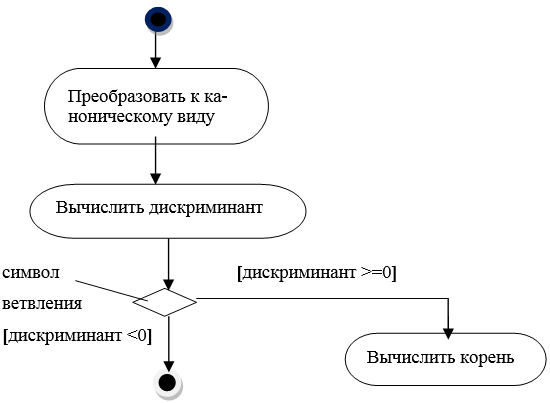 Преобразовать к ка-
ноническому виду
Вычислить дискриминант
символ
ветвления
[дискриминант >=0]
[дискриминант <0]
Вычислить корень